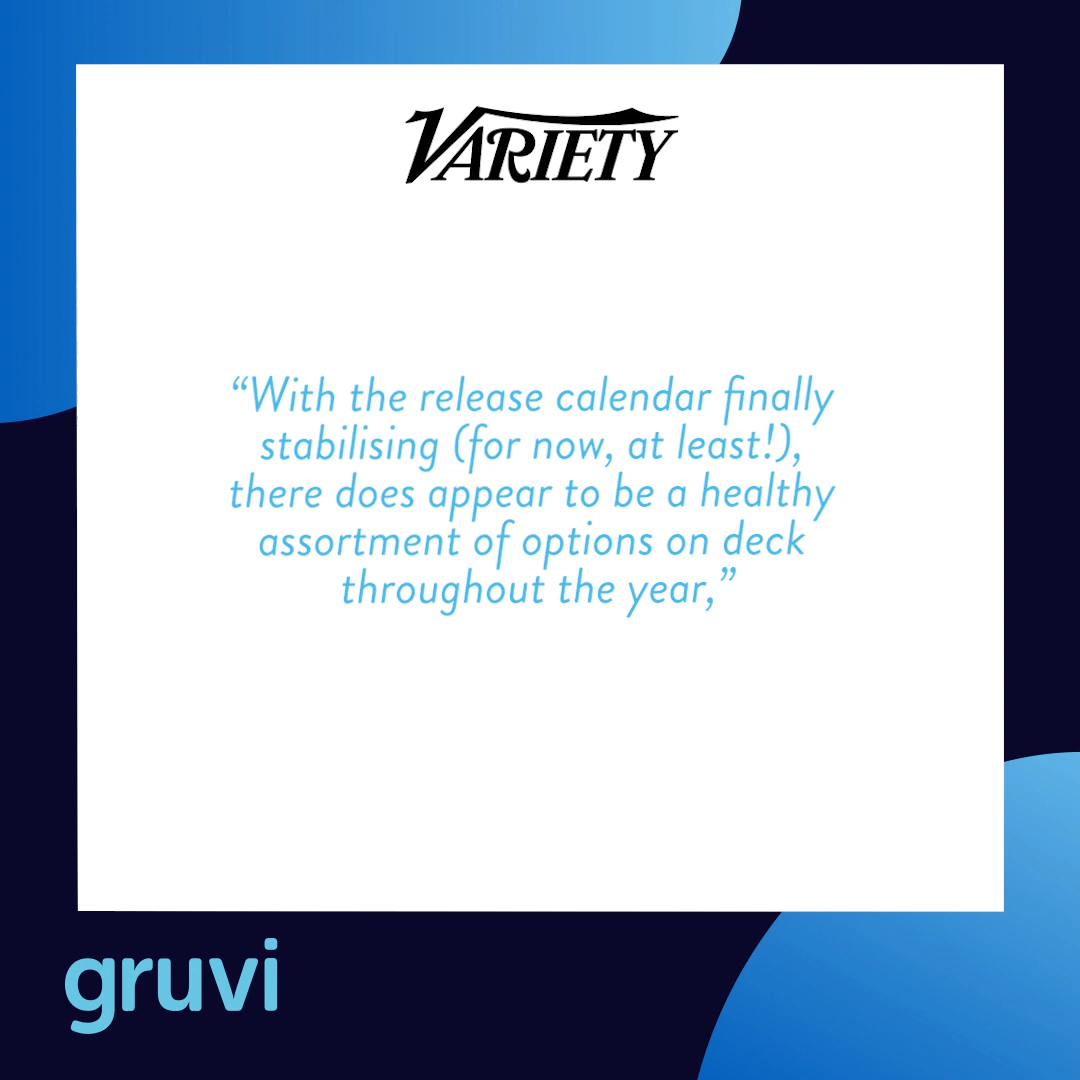 VARIETY
“With the release calendar finally
stabilising (for now, at least!),
there does appear to be a healthy
assortment of options on deck
throughout the year,”
gruvi